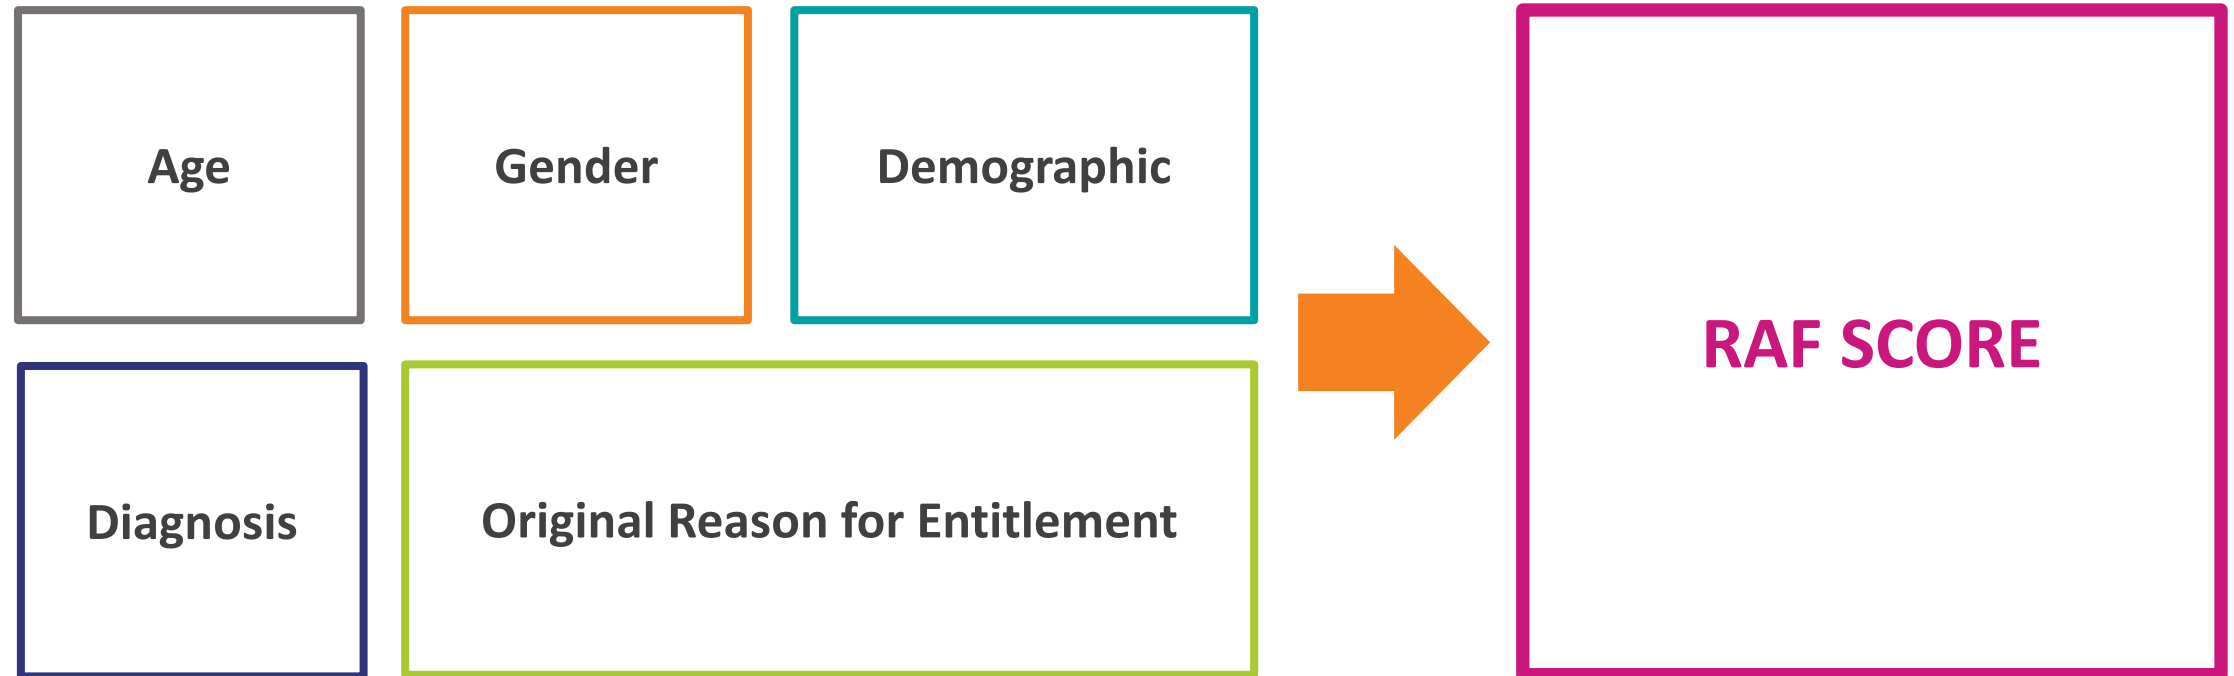 Age
Gender
Demographic
RAF SCORE
Diagnosis
Original Reason for Entitlement